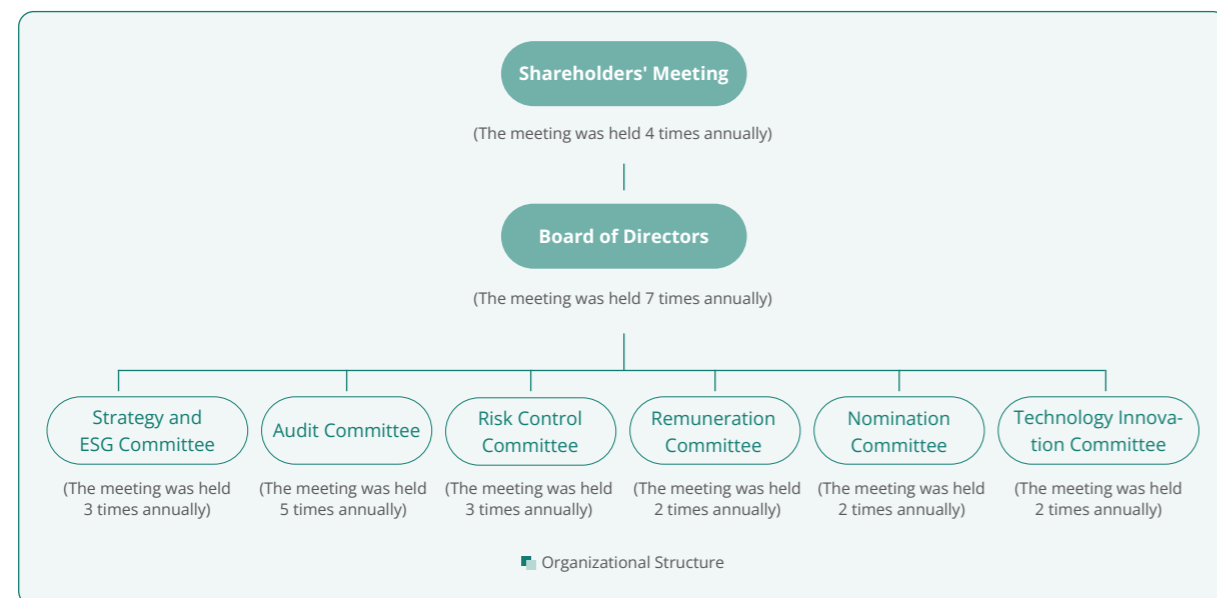 Shareholders' Meeting
(The meeting was held 4 times annually)
Board of Directors
(The meeting was held 7 times annually)
Strategy and
ESG Committee
(The meeting was held
3 times annually)
Audit Committee
(The meeting was held
5 times annually)
Risk Control
Committee
(The meeting was held
3 times annually)
Remuneration
Committee
(The meeting was held
2 times annually)
Nomination
Committee
(The meeting was held
2 times annually)
Technology Innova-
tion Committee
(The meeting was held
2 times annually)
Organizational Structure